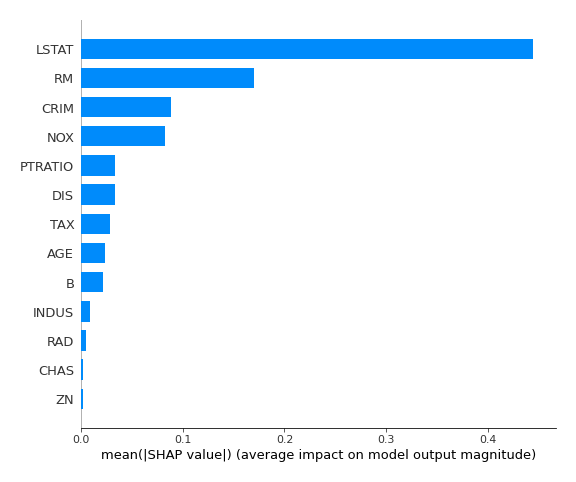 LSTAT
RM
CRIM
NOX
PTRATIO
DIS
TAX
AGE
B
INDUS
RAD
CHAS
ZN
0.0 0.1 0.2 0.3 0.4
mean(|SHAP value|) (average impact on model output magnitude)